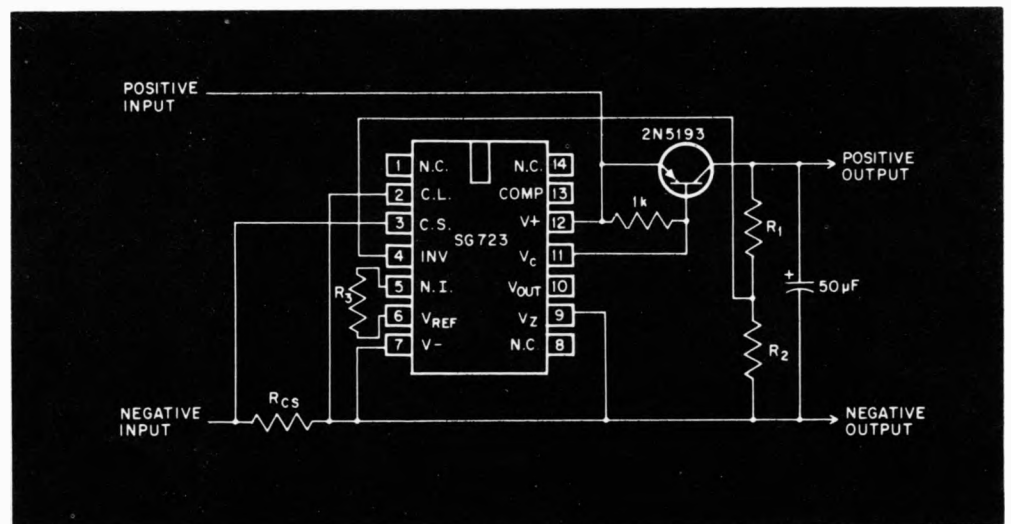 POSITIVE
INPUT
2N5193
POSITIVE
OUTPUT
1 N.C.
N.C. 14
2 C.L.
COMP 13
3 C.S.
V+ 12
1k
SG723
4 INV
VC 11
R1
5 N.I.
VOUT 10
R3
+
50µF
6 VREF
VZ 9
7 V-
N.C. 8
R2
RCS
NEGATIVE
INPUT
NEGATIVE
OUTPUT